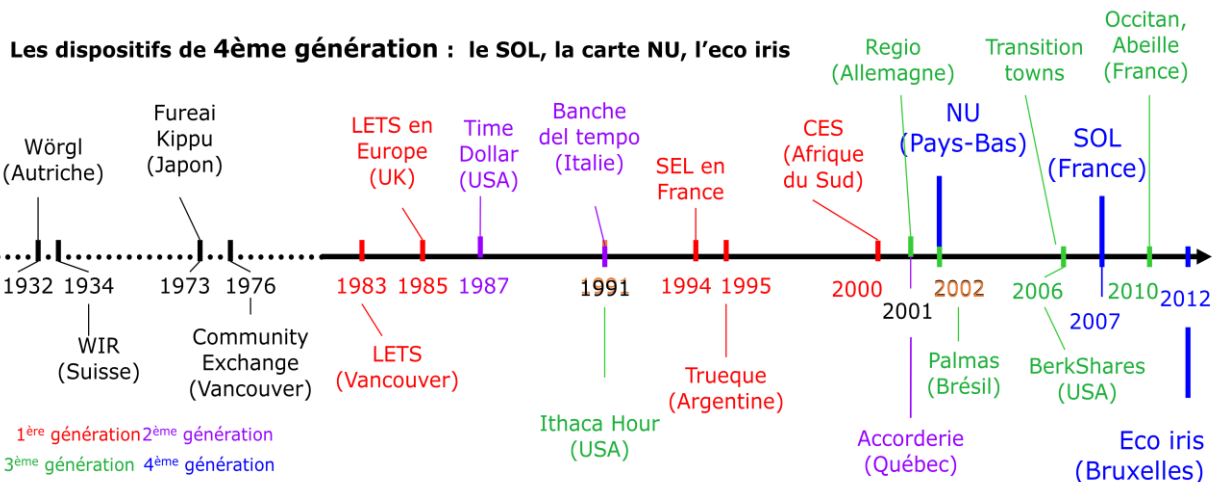 Les dispositifs de 4ème génération : le SOL, la carte NU, l'eco iris
Wörgl
(Autriche)
Fureai
Kippu
(Japon)
LETS en
Europe
(UK)
Time
Dollar
(USA)
Banche
del tempo
(Italie)
SEL en
France
CES
(Afrique
du Sud)
Regio
(Allemagne)
NU
(Pays-Bas)
Transition
towns
SOL
(France)
Occitan,
Abeille
(France)
1932 1934 1973 1976 1983 1985 1987 1991 1994 1995 2000 2001 2002 2006 2007 2010 2012
WIR
(Suisse)
Community
Exchange
(Vancouver)
LETS
(Vancouver)
Ithaca Hour
(USA)
Trueque
(Argentine)
Accorderie
(Québec)
Palmas
(Brésil)
BerkShares
(USA)
Eco iris
(Bruxelles)
1ère génération 2ème génération
3ème génération 4ème génération